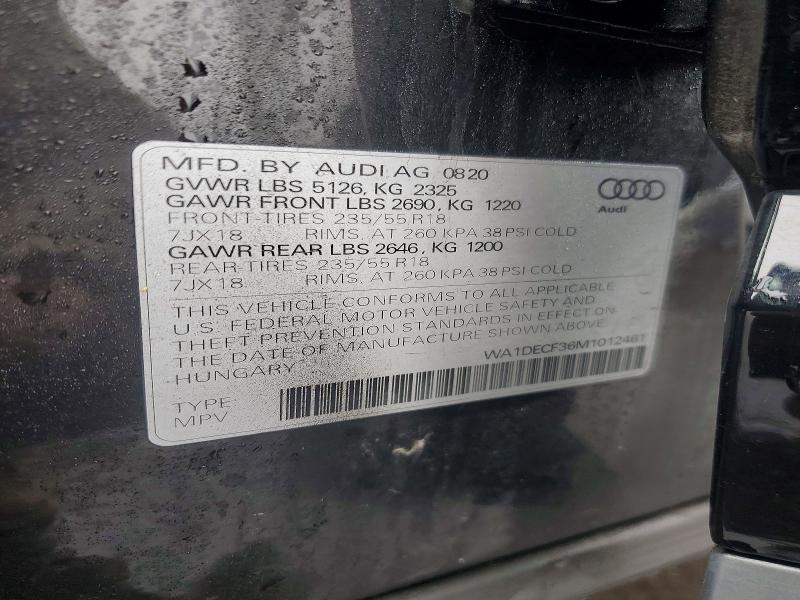 MFD. BY AUDI AG 0820
GVWR LBS 5126, KG 2325
GAWR FRONT LBS 2690, KG 1220
FRONT-TIRES 235/55 R18
7JX18 RIMS, AT 260 KPA 38 PSI COLD
GAWR REAR LBS 2646, KG 1200
REAR-TIRES 235/55 R18
7JX18 RIMS, AT 260 KPA 38 PSI COLD
Audi
THIS VEHICLE CONFORMS TO ALL APPLICABLE
U.S. FEDERAL MOTOR VEHICLE SAFETY AND
THEFT PREVENTION STANDARDS IN EFFECT ON
THE DATE OF MANUFACTURE SHOWN ABOVE.
HUNGARY
WA1DECF36M1012461
TYPE:
MPV